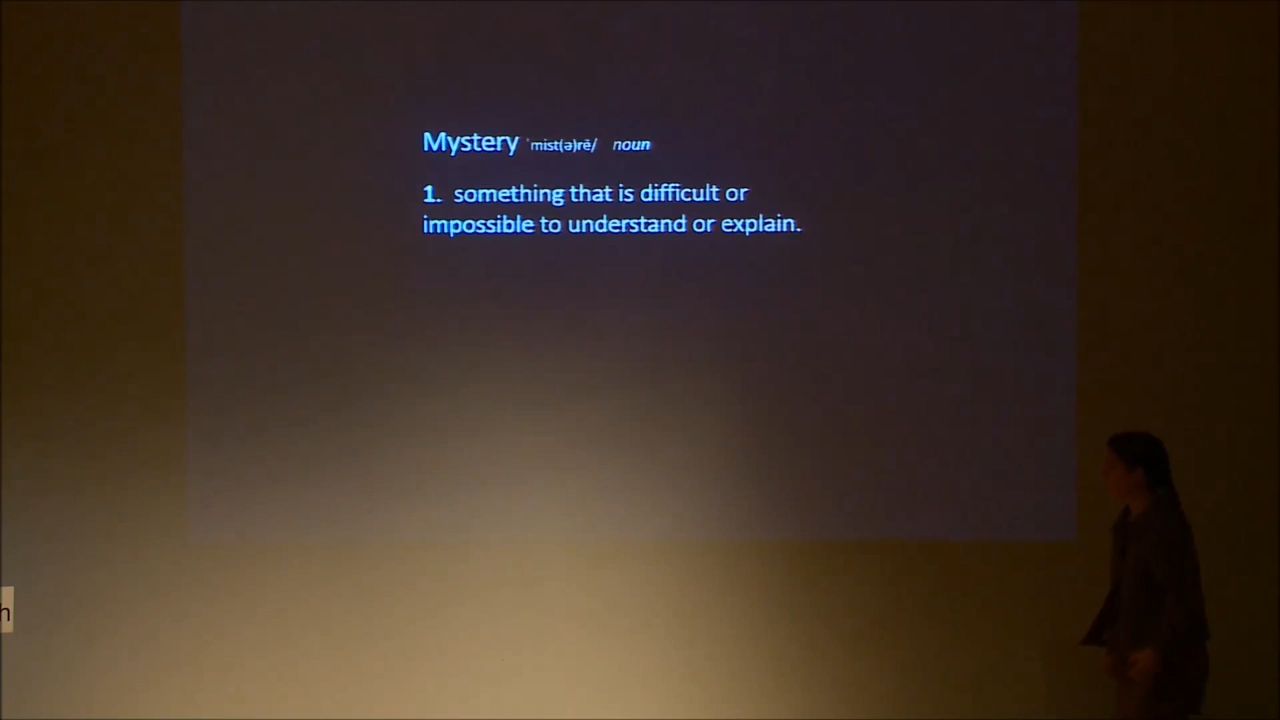 Mystery ˈmist(ə)rē/ noun
1. something that is difficult or
impossible to understand or explain.
h